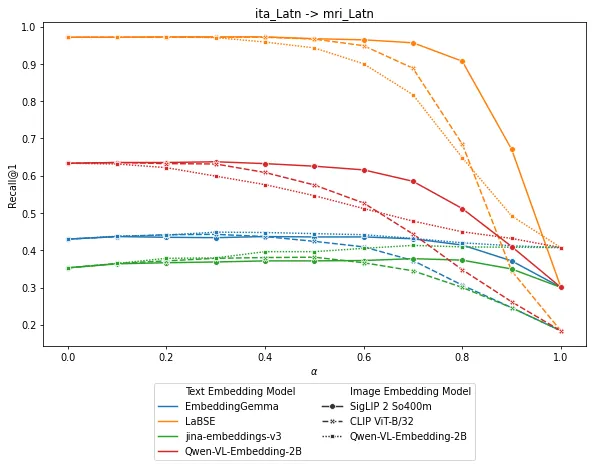 ita_Latn -> mri_Latn
Recall@1
1.0
0.9
0.8
0.7
0.6
0.5
0.4
0.3
0.2
0.0 0.2 0.4 0.6 0.8 1.0
α
Text Embedding Model
EmbeddingGemma
LaBSE
jina-embeddings-v3
Qwen-VL-Embedding-2B
Image Embedding Model
SigLIP 2 So400m
CLIP ViT-B/32
Qwen-VL-Embedding-2B